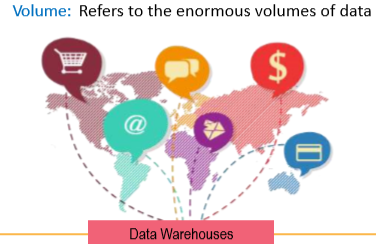 Volume: Refers to the enormous volumes of data
$
@
Data Warehouses